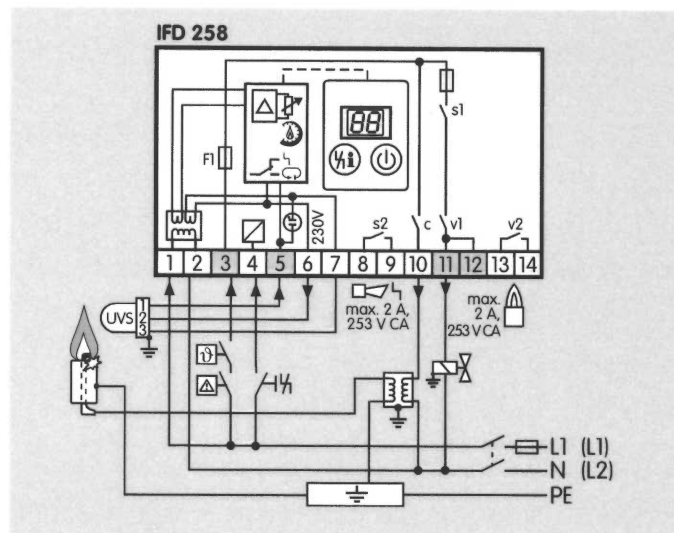 IFD 258
88
s1
F1
i
230V
s2
c
v1
v2
1 2 3 4 5 6 7 8 9 10 11 12 13 14
UVS
1
2
3
max. 2 A,
253 V CA
max.
2 A,
253 V CA
ϑ
L1 (L1)
N (L2)
PE